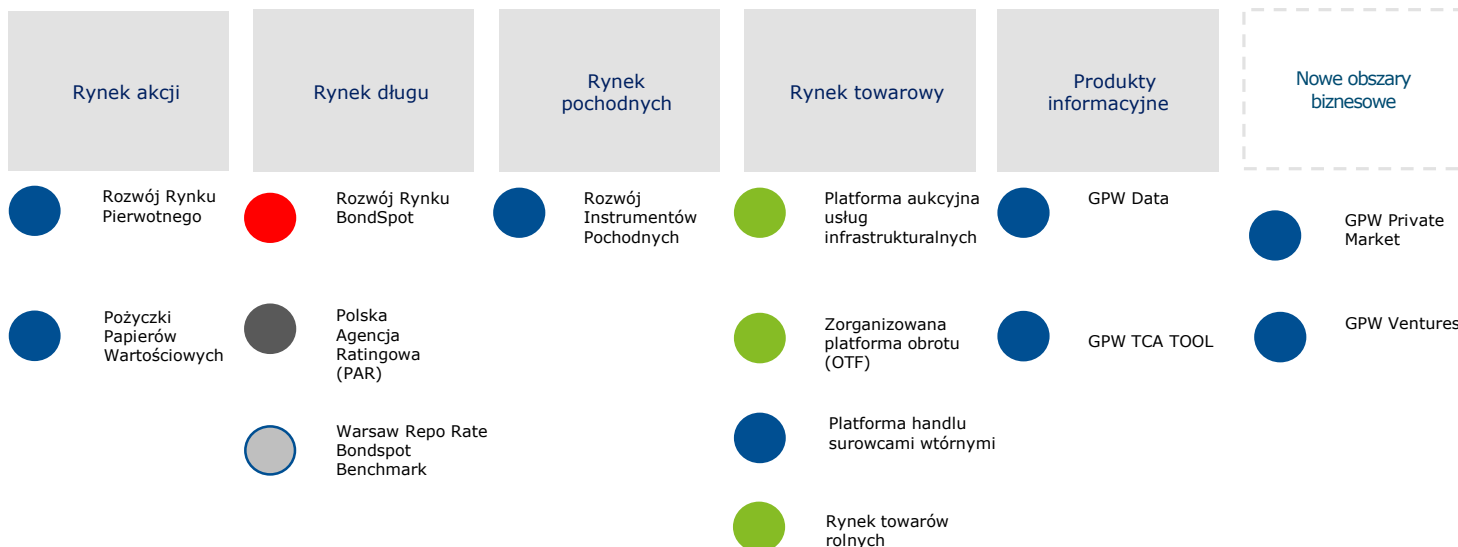 Rynek akcji
Rynek długu
Rynek
pochodnych
Rynek towarowy
Produkty
informacyjne
Nowe obszary
biznesowe
Rozwój Rynku
Pierwotnego
Pożyczki
Papierów
Wartościowych
Rozwój Rynku
BondSpot
Polska
Agencja
Ratingowa
(PAR)
Warsaw Repo Rate
Bondspot
Benchmark
Rozwój
Instrumentów
Pochodnych
Platforma aukcyjna
usług
infrastrukturalnych
Zorganizowana
platforma obrotu
(OTF)
Platforma handlu
surowcami wtórnymi
Rynek towarów
rolnych
GPW Data
GPW TCA TOOL
GPW Private
Market
GPW Ventures